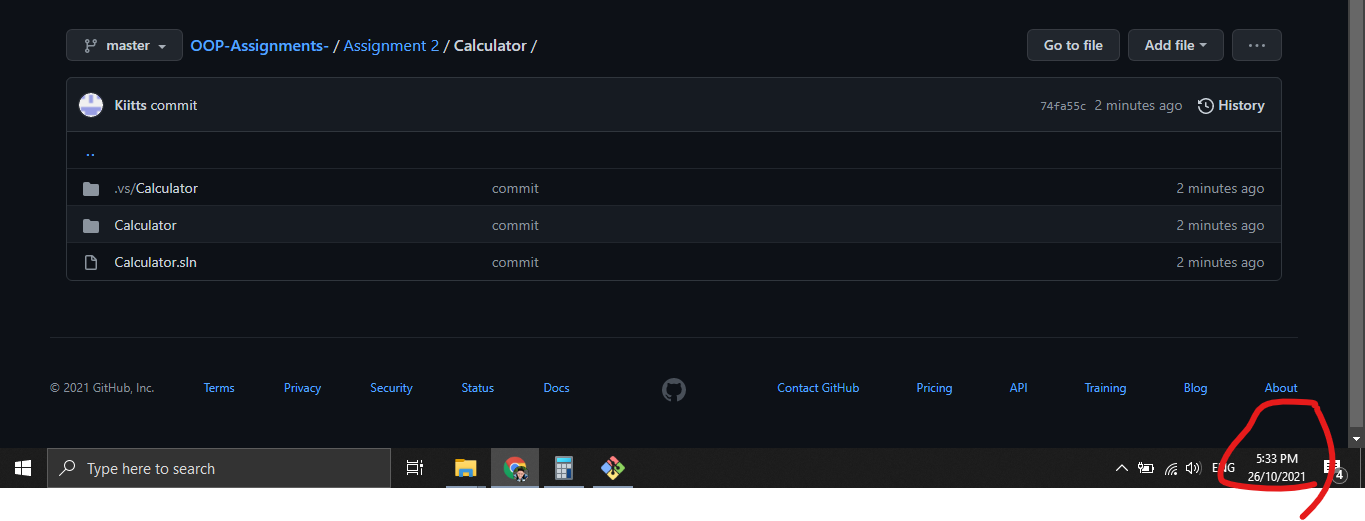 master OOP-Assignments- / Assignment 2 / Calculator / Go to file Add file ...
Kiitts commit 74fa55c 2 minutes ago History
..
.vs/Calculator commit 2 minutes ago
Calculator commit 2 minutes ago
Calculator.sln commit 2 minutes ago
© 2021 GitHub, Inc. Terms Privacy Security Status Docs Contact GitHub Pricing API Training Blog About
Type here to search ENG 5:33 PM 4
26/10/2021